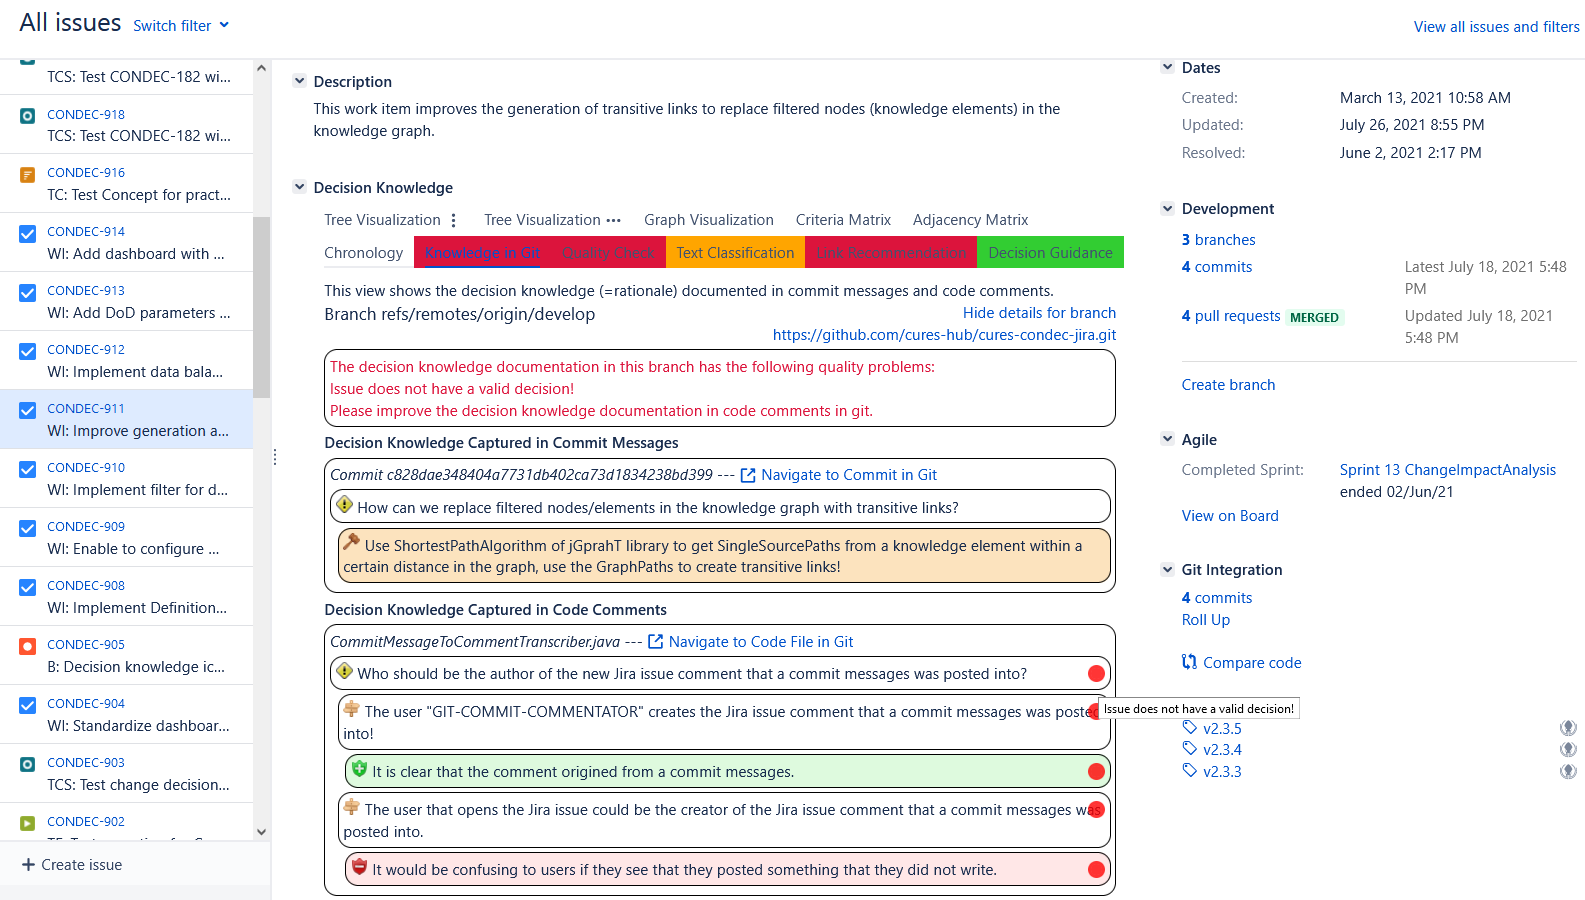 All issues Switch filter
View all issues and filters
TCS: Test CONDEC-182 wi...
CONDEC-918
TCS: Test CONDEC-182 wi...
CONDEC-916
TC: Test Concept for pract...
CONDEC-914
WI: Add dashboard with ...
CONDEC-913
WI: Add DoD parameters ...
CONDEC-912
WI: Implement data bala...
CONDEC-911
WI: Improve generation a...
CONDEC-910
WI: Implement filter for d...
CONDEC-909
WI: Enable to configure ...
CONDEC-908
WI: Implement Definition...
CONDEC-905
B: Decision knowledge ic...
CONDEC-904
WI: Standardize dashboar...
CONDEC-903
TCS: Test change decision...
CONDEC-902
+ Create issue
Description
This work item improves the generation of transitive links to replace filtered nodes (knowledge elements) in the
knowledge graph.
Decision Knowledge
Tree Visualization ⋮ Tree Visualization ··· Graph Visualization Criteria Matrix Adjacency Matrix
Chronology Knowledge in Git Quality Check Text Classification Link Recommendation Decision Guidance
This view shows the decision knowledge (=rationale) documented in commit messages and code comments.
Branch refs/remotes/origin/develop Hide details for branch
https://github.com/cures-hub/cures-condec-jira.git
The decision knowledge documentation in this branch has the following quality problems:
Issue does not have a valid decision!
Please improve the decision knowledge documentation in code comments in git.
Decision Knowledge Captured in Commit Messages
Commit c828dae348404a7731db402ca73d1834238bd399 --- Navigate to Commit in Git
How can we replace filtered nodes/elements in the knowledge graph with transitive links?
Use ShortestPathAlgorithm of jGprahT library to get SingleSourcePaths from a knowledge element within a
certain distance in the graph, use the GraphPaths to create transitive links!
Decision Knowledge Captured in Code Comments
CommitMessageToCommentTranscriber.java --- Navigate to Code File in Git
Who should be the author of the new Jira issue comment that a commit messages was posted into?
The user "GIT-COMMIT-COMMENTATOR" creates the Jira issue comment that a commit messages was posted
into!
It is clear that the comment origined from a commit messages.
The user that opens the Jira issue could be the creator of the Jira issue comment that a commit messages was
posted into.
It would be confusing to users if they see that they posted something that they did not write.
Dates
Created: March 13, 2021 10:58 AM
Updated: July 26, 2021 8:55 PM
Resolved: June 2, 2021 2:17 PM
Development
3 branches
4 commits Latest July 18, 2021 5:48
PM
4 pull requests MERGED Updated July 18, 2021
5:48 PM
Create branch
Agile
Completed Sprint: Sprint 13 ChangeImpactAnalysis
ended 02/Jun/21
View on Board
Git Integration
4 commits
Roll Up
Compare code
Issue does not have a valid decision!
v2.3.5
v2.3.4
v2.3.3